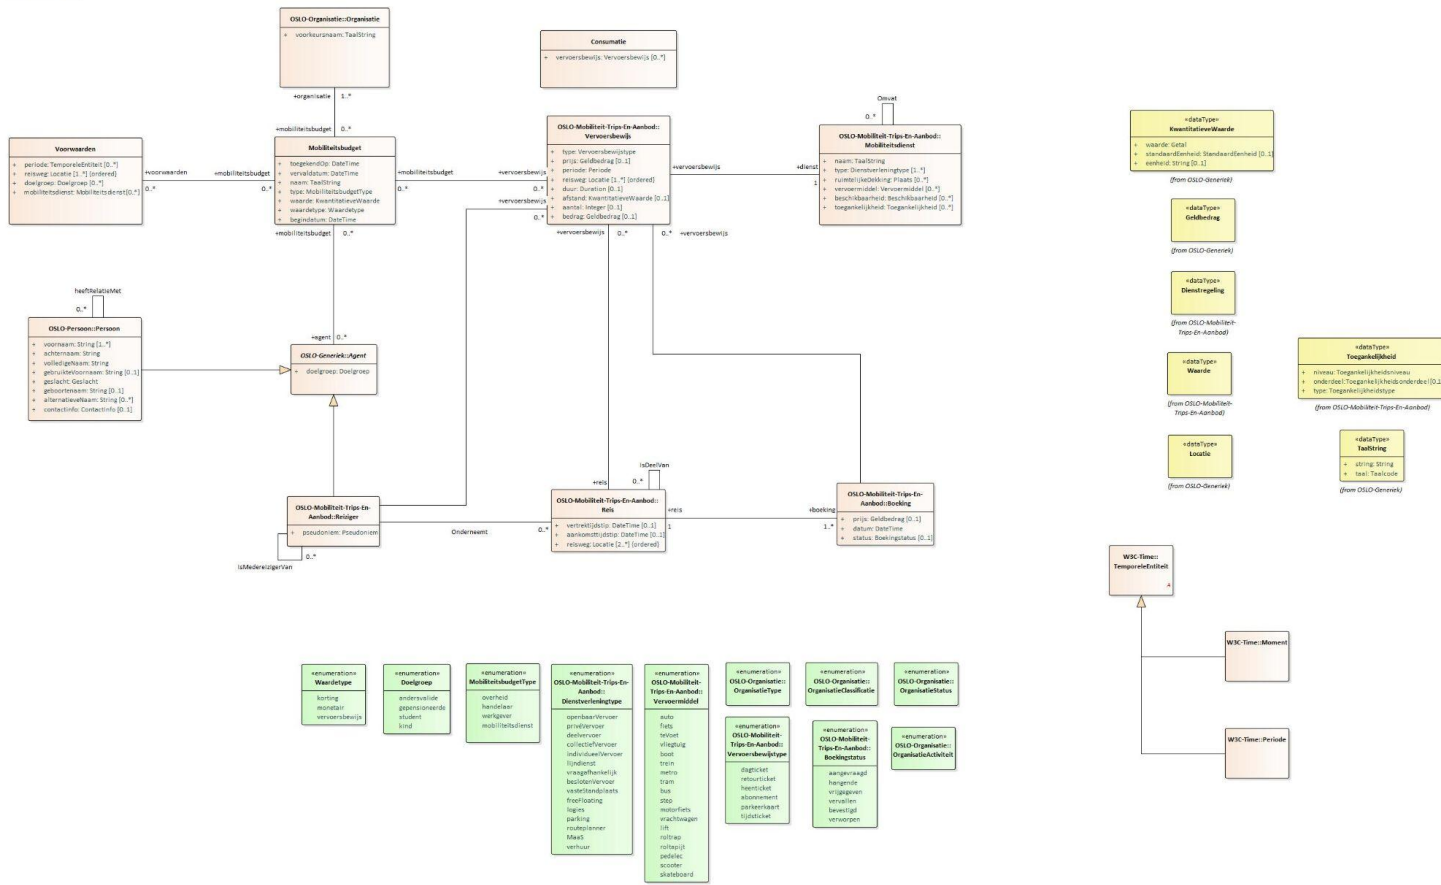 OSLO-Organisatie::Organisatie
+ voorkeursnaam: TaalString
Consumatie
+ vervoersbewijs: Vervoersbewijs [0..*]
+organisatie 1..*
+mobiliteitsbudget 0..*
Voorwaarden
+ periode: TemporeleEntiteit [0..*]
+ reisweg: Locatie [1..*] {ordered}
+ doelgroep: Doelgroep [0..*]
+ mobiliteitsdienst: Mobiliteitsdienst[0..*]
+voorwaarden
0..*
+mobiliteitsbudget
0..*
Mobiliteitsbudget
+ toegekendOp: DateTime
+ vervaldatum: DateTime
+ naam: TaalString
+ type: MobiliteitsbudgetType
+ waarde: KwantitatieveWaarde
+ waardetype: Waardetype
+ begindatum: DateTime
+mobiliteitsbudget
0..*
+vervoersbewijs
0..*
+vervoersbewijs
0..*
OSLO-Mobiliteit-Trips-En-Aanbod::
Vervoersbewijs
+ type: Vervoersbewijstype
+ prijs: Geldbedrag [0..1]
+ periode: Periode
+ reisweg: Locatie [1..*] {ordered}
+ duur: Duration [0..1]
+ afstand: KwantitatieveWaarde [0..1]
+ aantal: Integer [0..1]
+ bedrag: Geldbedrag [0..1]
+vervoersbewijs
0..*
+dienst
1
Omvat
0..*
OSLO-Mobiliteit-Trips-En-Aanbod::
Mobiliteitsdienst
+ naam: TaalString
+ type: Dienstverleningtype [1..*]
+ ruimtelijkeDekking: Plaats [0..*]
+ vervoermiddel: Vervoermiddel [0..*]
+ beschikbaarheid: Beschikbaarheid [0..*]
+ toegankelijkheid: Toegankelijkheid [0..*]
+mobiliteitsbudget 0..*
+vervoersbewijs 0..*
0..* +vervoersbewijs
+agent 0..*
heeftRelatieMet
0..*
OSLO-Persoon::Persoon
+ voornaam: String [1..*]
+ achternaam: String
+ volledigeNaam: String
+ gebruikteVoornaam: String [0..1]
+ geslacht: Geslacht
+ geboortenaam: String [0..1]
+ alternatieveNaam: String [0..*]
+ contactinfo: ContactInfo [0..1]
OSLO-Generiek::Agent
+ doelgroep: Doelgroep
OSLO-Mobiliteit-Trips-En-
Aanbod::Reiziger
+ pseudoniem: Pseudoniem
0..*
IsMedereizigerVan
Onderneemt
0..*
+reis
IsDeelVan
0..*
OSLO-Mobiliteit-Trips-En-Aanbod::
Reis
+ vertrektijdstip: DateTime [0..1]
+ aankomsttijdstip: DateTime [0..1]
+ reisweg: Locatie [2..*] {ordered}
+reis
1
+boeking
1..*
OSLO-Mobiliteit-Trips-En-
Aanbod::Boeking
+ prijs: Geldbedrag [0..1]
+ datum: DateTime
+ status: Boekingstatus [0..1]
«dataType»
KwantitatieveWaarde
+ waarde: Getal
+ standaardEenheid: StandaardEenheid [0..1]
+ eenheid: String [0..1]
(from OSLO-Generiek)
«dataType»
Geldbedrag
(from OSLO-Generiek)
«dataType»
Dienstregeling
(from OSLO-Mobiliteit-
Trips-En-Aanbod)
«dataType»
Waarde
(from OSLO-Mobiliteit-
Trips-En-Aanbod)
«dataType»
Toegankelijkheid
+ niveau: Toegankelijkheidsniveau
+ onderdeel:Toegankelijkheidsonderdeel[0..1]
+ type: Toegankelijkheidstype
(from OSLO-Mobiliteit-Trips-En-Aanbod)
«dataType»
Locatie
(from OSLO-Generiek)
«dataType»
TaalString
+ string: String
+ taal: Taalcode
(from OSLO-Generiek)
W3C-Time::
TemporeleEntiteit
W3C-Time::Moment
W3C-Time::Periode
«enumeration»
Waardetype
korting
monetair
vervoersbewijs
«enumeration»
Doelgroep
andersvalide
gepensioneerde
student
kind
«enumeration»
MobiliteitsbudgetType
overheid
handelaar
werkgever
mobiliteitsdienst
«enumeration»
OSLO-Mobiliteit-Trips-En-
Aanbod::
Dienstverleningtype
openbaarVervoer
privéVervoer
deelvervoer
collectiefVervoer
individueelVervoer
lijndienst
vraagafhankelijk
beslotenVervoer
vasteStandplaats
freeFloating
logies
parking
routeplanner
MaaS
verhuur
«enumeration»
OSLO-Mobiliteit-
Trips-En-Aanbod::
Vervoermiddel
auto
fiets
teVoet
vliegtuig
boot
trein
metro
tram
bus
step
motorfiets
vrachtwagen
lift
roltrap
roltapijt
pedelec
scooter
skateboard
«enumeration»
OSLO-Organisatie::
OrganisatieType
«enumeration»
OSLO-Organisatie::
OrganisatieClassificatie
«enumeration»
OSLO-Organisatie::
OrganisatieStatus
«enumeration»
OSLO-Mobiliteit-
Trips-En-Aanbod::
Vervoersbewijstype
dagticket
retourticket
heenticket
abonnement
parkeerkaart
tijdsticket
«enumeration»
OSLO-Mobiliteit-
Trips-En-Aanbod::
Boekingstatus
aangevraagd
hangende
vrijgegeven
vervallen
bevestigd
verworpen
«enumeration»
OSLO-Organisatie::
OrganisatieActiviteit